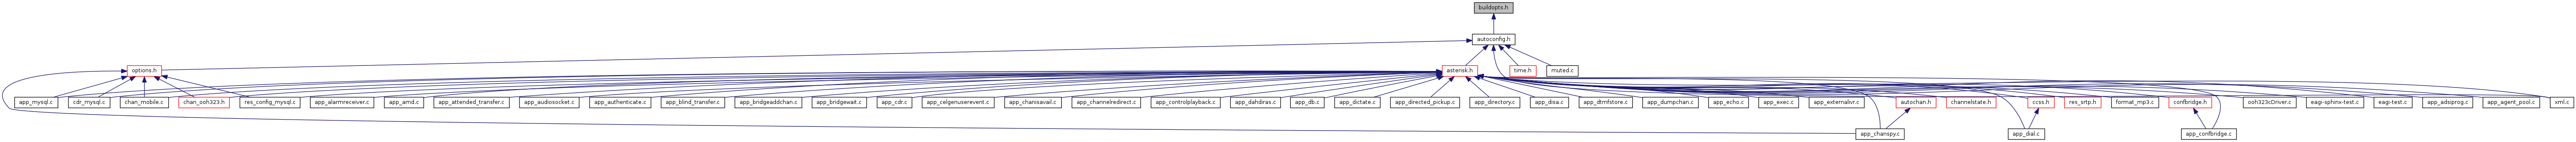 buildopts.h
autoconfig.h
options.h
asterisk.h
time.h
muted.c
app_mysql.c
cdr_mysql.c
chan_mobile.c
chan_ooh323.h
res_config_mysql.c
app_alarmreceiver.c
app_amd.c
app_attended_transfer.c
app_audiosocket.c
app_authenticate.c
app_blind_transfer.c
app_bridgeaddchan.c
app_bridgewait.c
app_cdr.c
app_celgenuserevent.c
app_chanisavail.c
app_channelredirect.c
app_controlplayback.c
app_dahdiras.c
app_db.c
app_dictate.c
app_directed_pickup.c
app_directory.c
app_disa.c
app_dtmfstore.c
app_dumpchan.c
app_echo.c
app_exec.c
app_externalivr.c
autochan.h
channelstate.h
ccss.h
res_srtp.h
format_mp3.c
confbridge.h
ooh323cDriver.c
eagi-sphinx-test.c
eagi-test.c
app_adsiprog.c
app_agent_pool.c
xml.c
app_chanspy.c
app_dial.c
app_confbridge.c